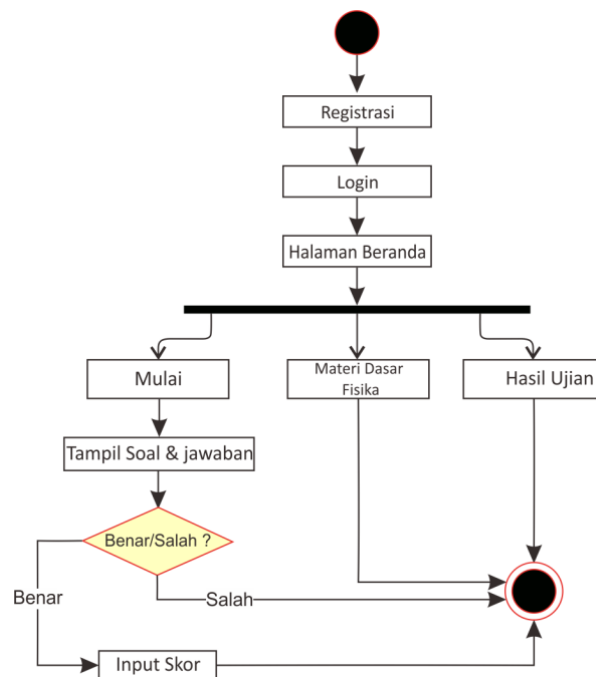 Registrasi
Login
Halaman Beranda
Mulai
Materi Dasar
Fisika
Hasil Ujian
Tampil Soal & jawaban
Benar/Salah ?
Benar
Salah
Input Skor